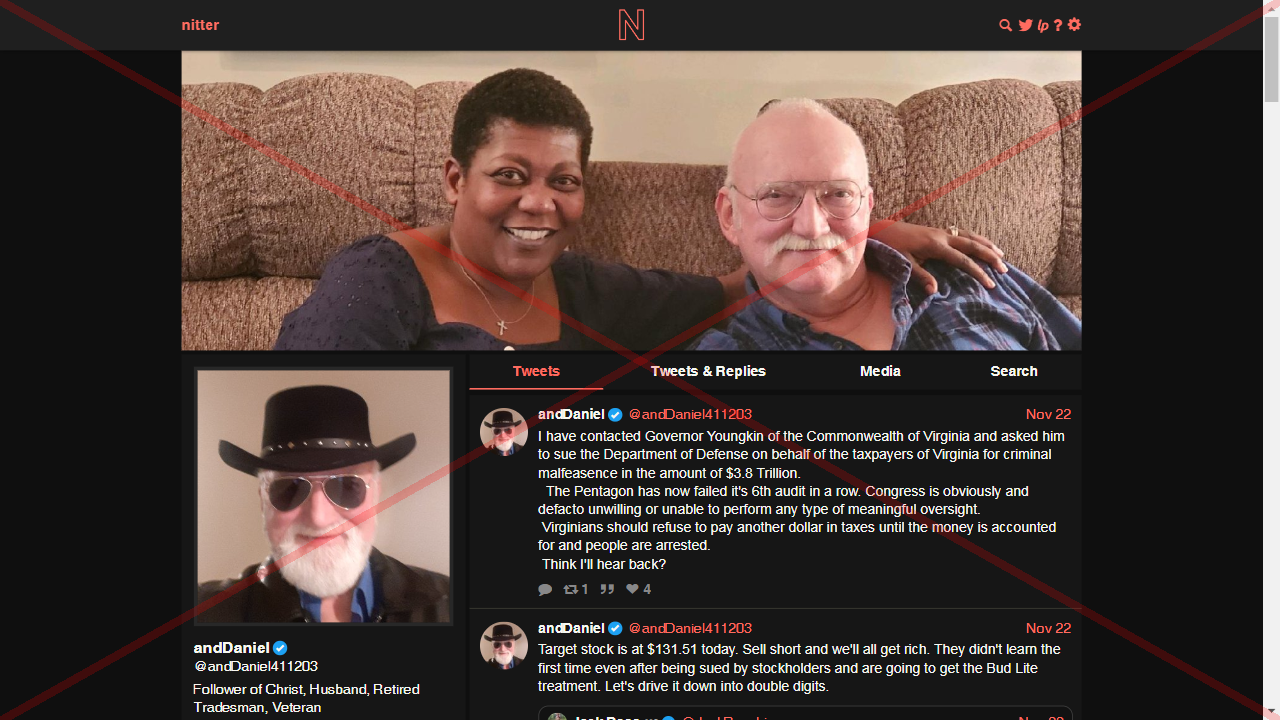 nitter
N
lp ?
Tweets
Tweets & Replies
Media
Search
andDaniel
@andDaniel411203
Nov 22
I have contacted Governor Youngkin of the Commonwealth of Virginia and asked him
to sue the Department of Defense on behalf of the taxpayers of Virginia for criminal
malfeasence in the amount of $3.8 Trillion.
The Pentagon has now failed it's 6th audit in a row. Congress is obviously and
defacto unwilling or unable to perform any type of meaningful oversight.
Virginians should refuse to pay another dollar in taxes until the money is accounted
for and people are arrested.
Think I'll hear back?
1
4
andDaniel
@andDaniel411203
Nov 22
Target stock is at $131.51 today. Sell short and we'll all get rich. They didn't learn the
first time even after being sued by stockholders and are going to get the Bud Lite
treatment. Let's drive it down into double digits.
andDaniel
@andDaniel411203
Follower of Christ, Husband, Retired
Tradesman, Veteran